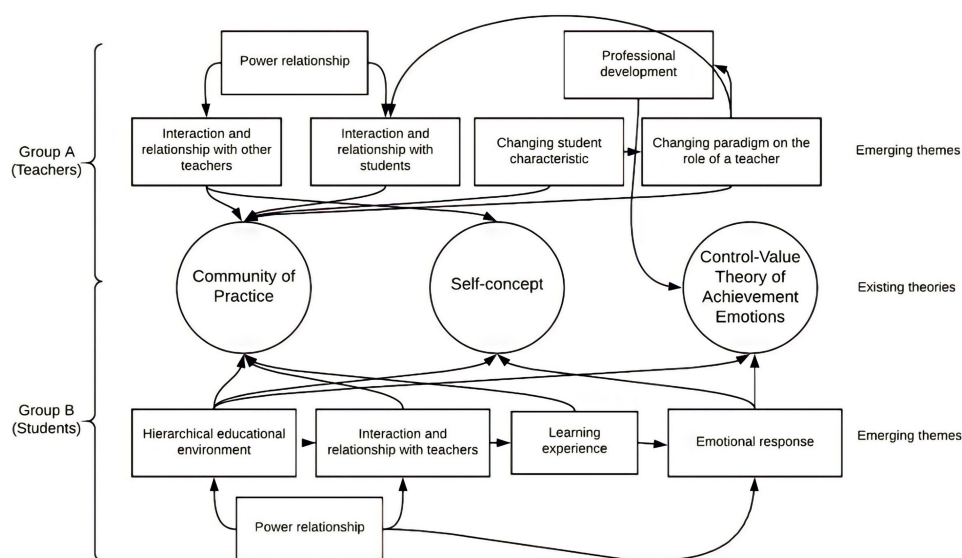 Power relationship
Professional
development
Group A
(Teachers)
Interaction and
relationship with other
teachers
Interaction and
relationship with
students
Changing student
characteristic
Changing paradigm on the
role of a teacher
Emerging themes
Community of
Practice
Self-concept
Control-Value
Theory of
Achievement
Emotions
Existing theories
Group B
(Students)
Hierarchical educational
environment
Interaction and
relationship with teachers
Learning
experience
Emotional response
Emerging themes
Power relationship